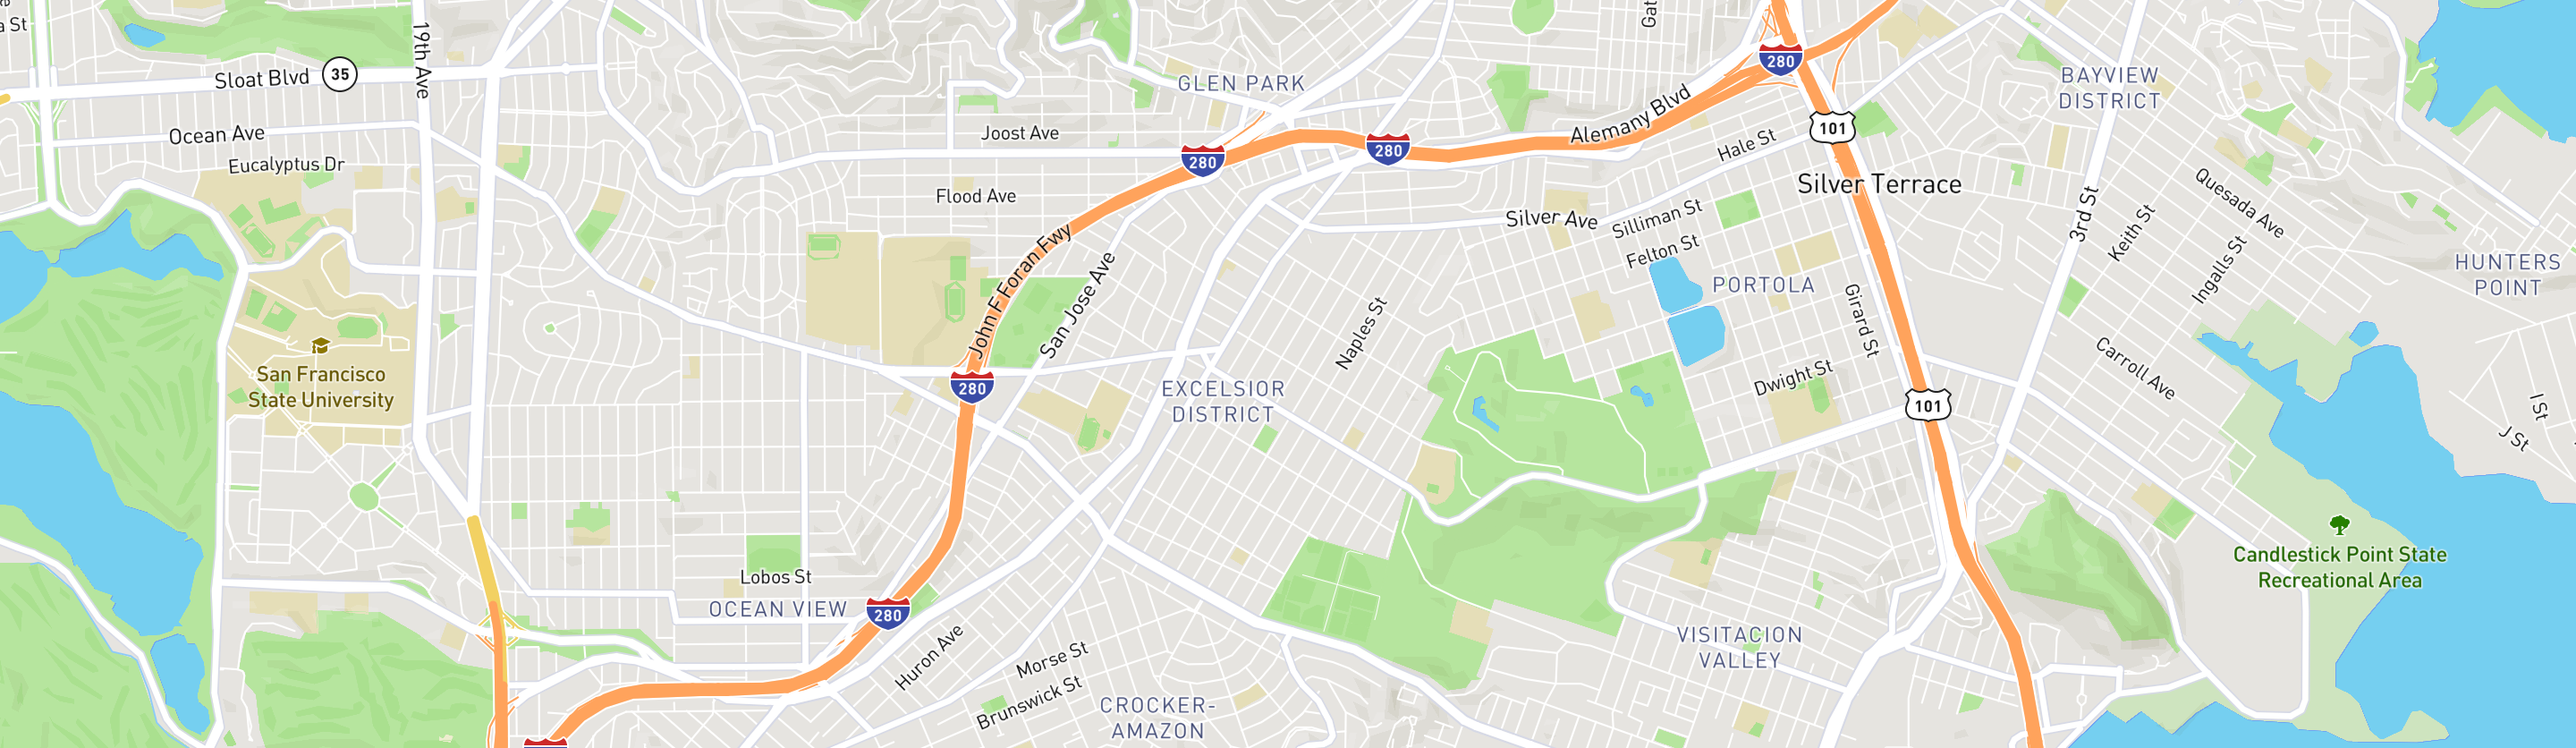 a St
19th Ave
Sloat Blvd
35
Ocean Ave
Eucalyptus Dr
GLEN PARK
Joost Ave
Flood Ave
280
280
280
Alemany Blvd
Hale St
101
Silver Terrace
BAYVIEW
DISTRICT
Gat
Silver Ave
Silliman St
Felton St
PORTOLA
3rd St
Keith St
Quesada Ave
Ingalls St
HUNTERS
POINT
John F Foran Fwy
San Jose Ave
Naples St
Girard St
Carroll Ave
San Francisco
State University
280
EXCELSIOR
DISTRICT
Dwight St
101
I St
J St
Candlestick Point State
Recreational Area
Lobos St
OCEAN VIEW
280
Huron Ave
Morse St
Brunswick St
CROCKER-
AMAZON
VISITACION
VALLEY